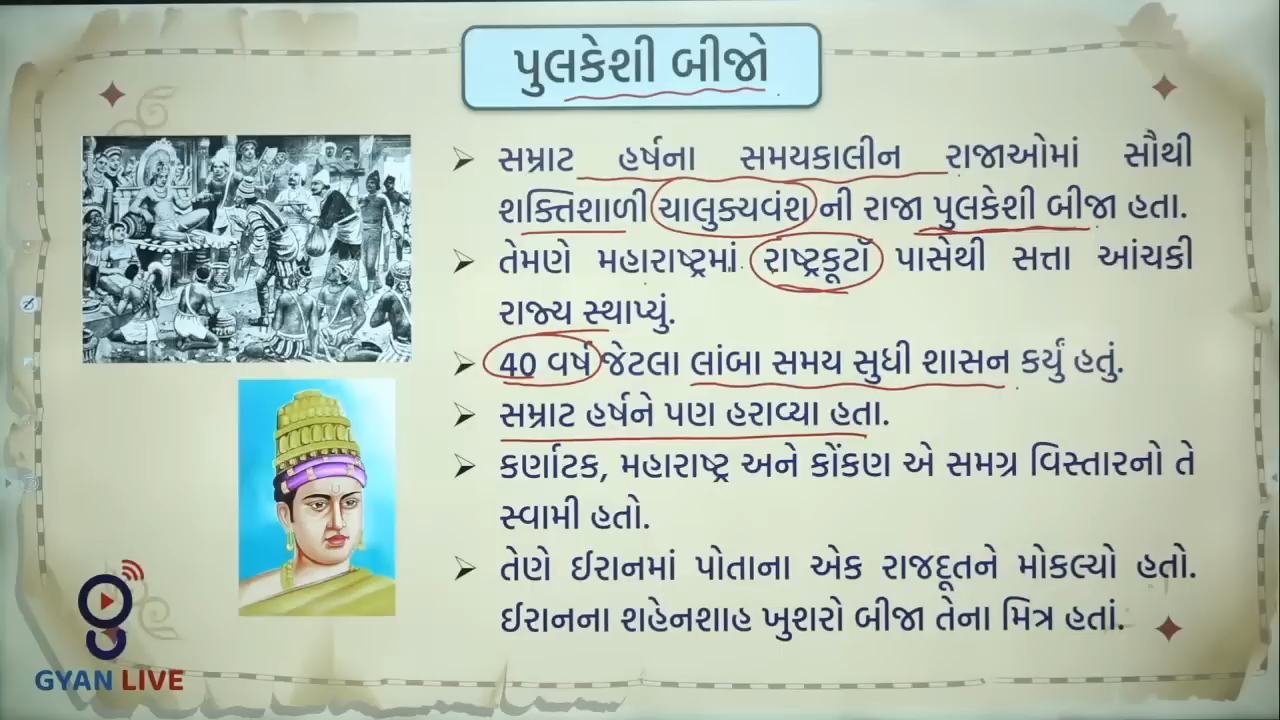 પુલકેશી બીજો
➢ સમ્રાટ હર્ષના સમયકાલીન રાજાઓમાં સૌથી
શક્તિશાળી ચાલુક્યવંશ ની રાજા પુલકેશી બીજા હતા.
➢ તેમણે મહારાષ્ટ્રમાં રાષ્ટ્રકૂટૉ પાસેથી સત્તા આંચકી
રાજ્ય સ્થાપ્યું.
➢ 40 વર્ષ જેટલા લાંબા સમય સુધી શાસન કર્યું હતું.
➢ સમ્રાટ હર્ષને પણ હરાવ્યા હતા.
➢ કર્ણાટક, મહારાષ્ટ્ર અને કોંકણ એ સમગ્ર વિસ્તારનો તે
સ્વામી હતો.
➢ તેણે ઈરાનમાં પોતાના એક રાજદૂતને મોકલ્યો હતો.
ઈરાનના શહેનશાહ ખુશરો બીજા તેના મિત્ર હતાં.
GYAN LIVE